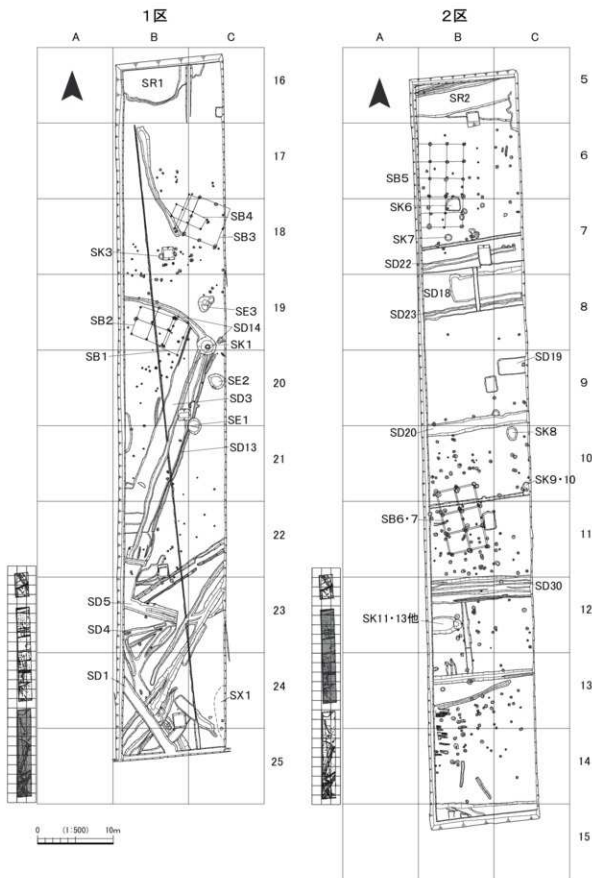 1区
A B C
16
17
18
19
20
21
22
23
24
25
SR1
SB4
SB3
SK3
SE3
SD14
SB2
SK1
SB1
SE2
SD3
SE1
SD13
SD5
SD4
SD1
SX1
0 (1:500) 10m
2区
A B C
5
6
7
8
9
10
11
12
13
14
15
SR2
SB5
SK6
SK7
SD22
SD18
SD23
SD19
SD20
SK8
SK9・10
SB6・7
SD30
SK11・13他